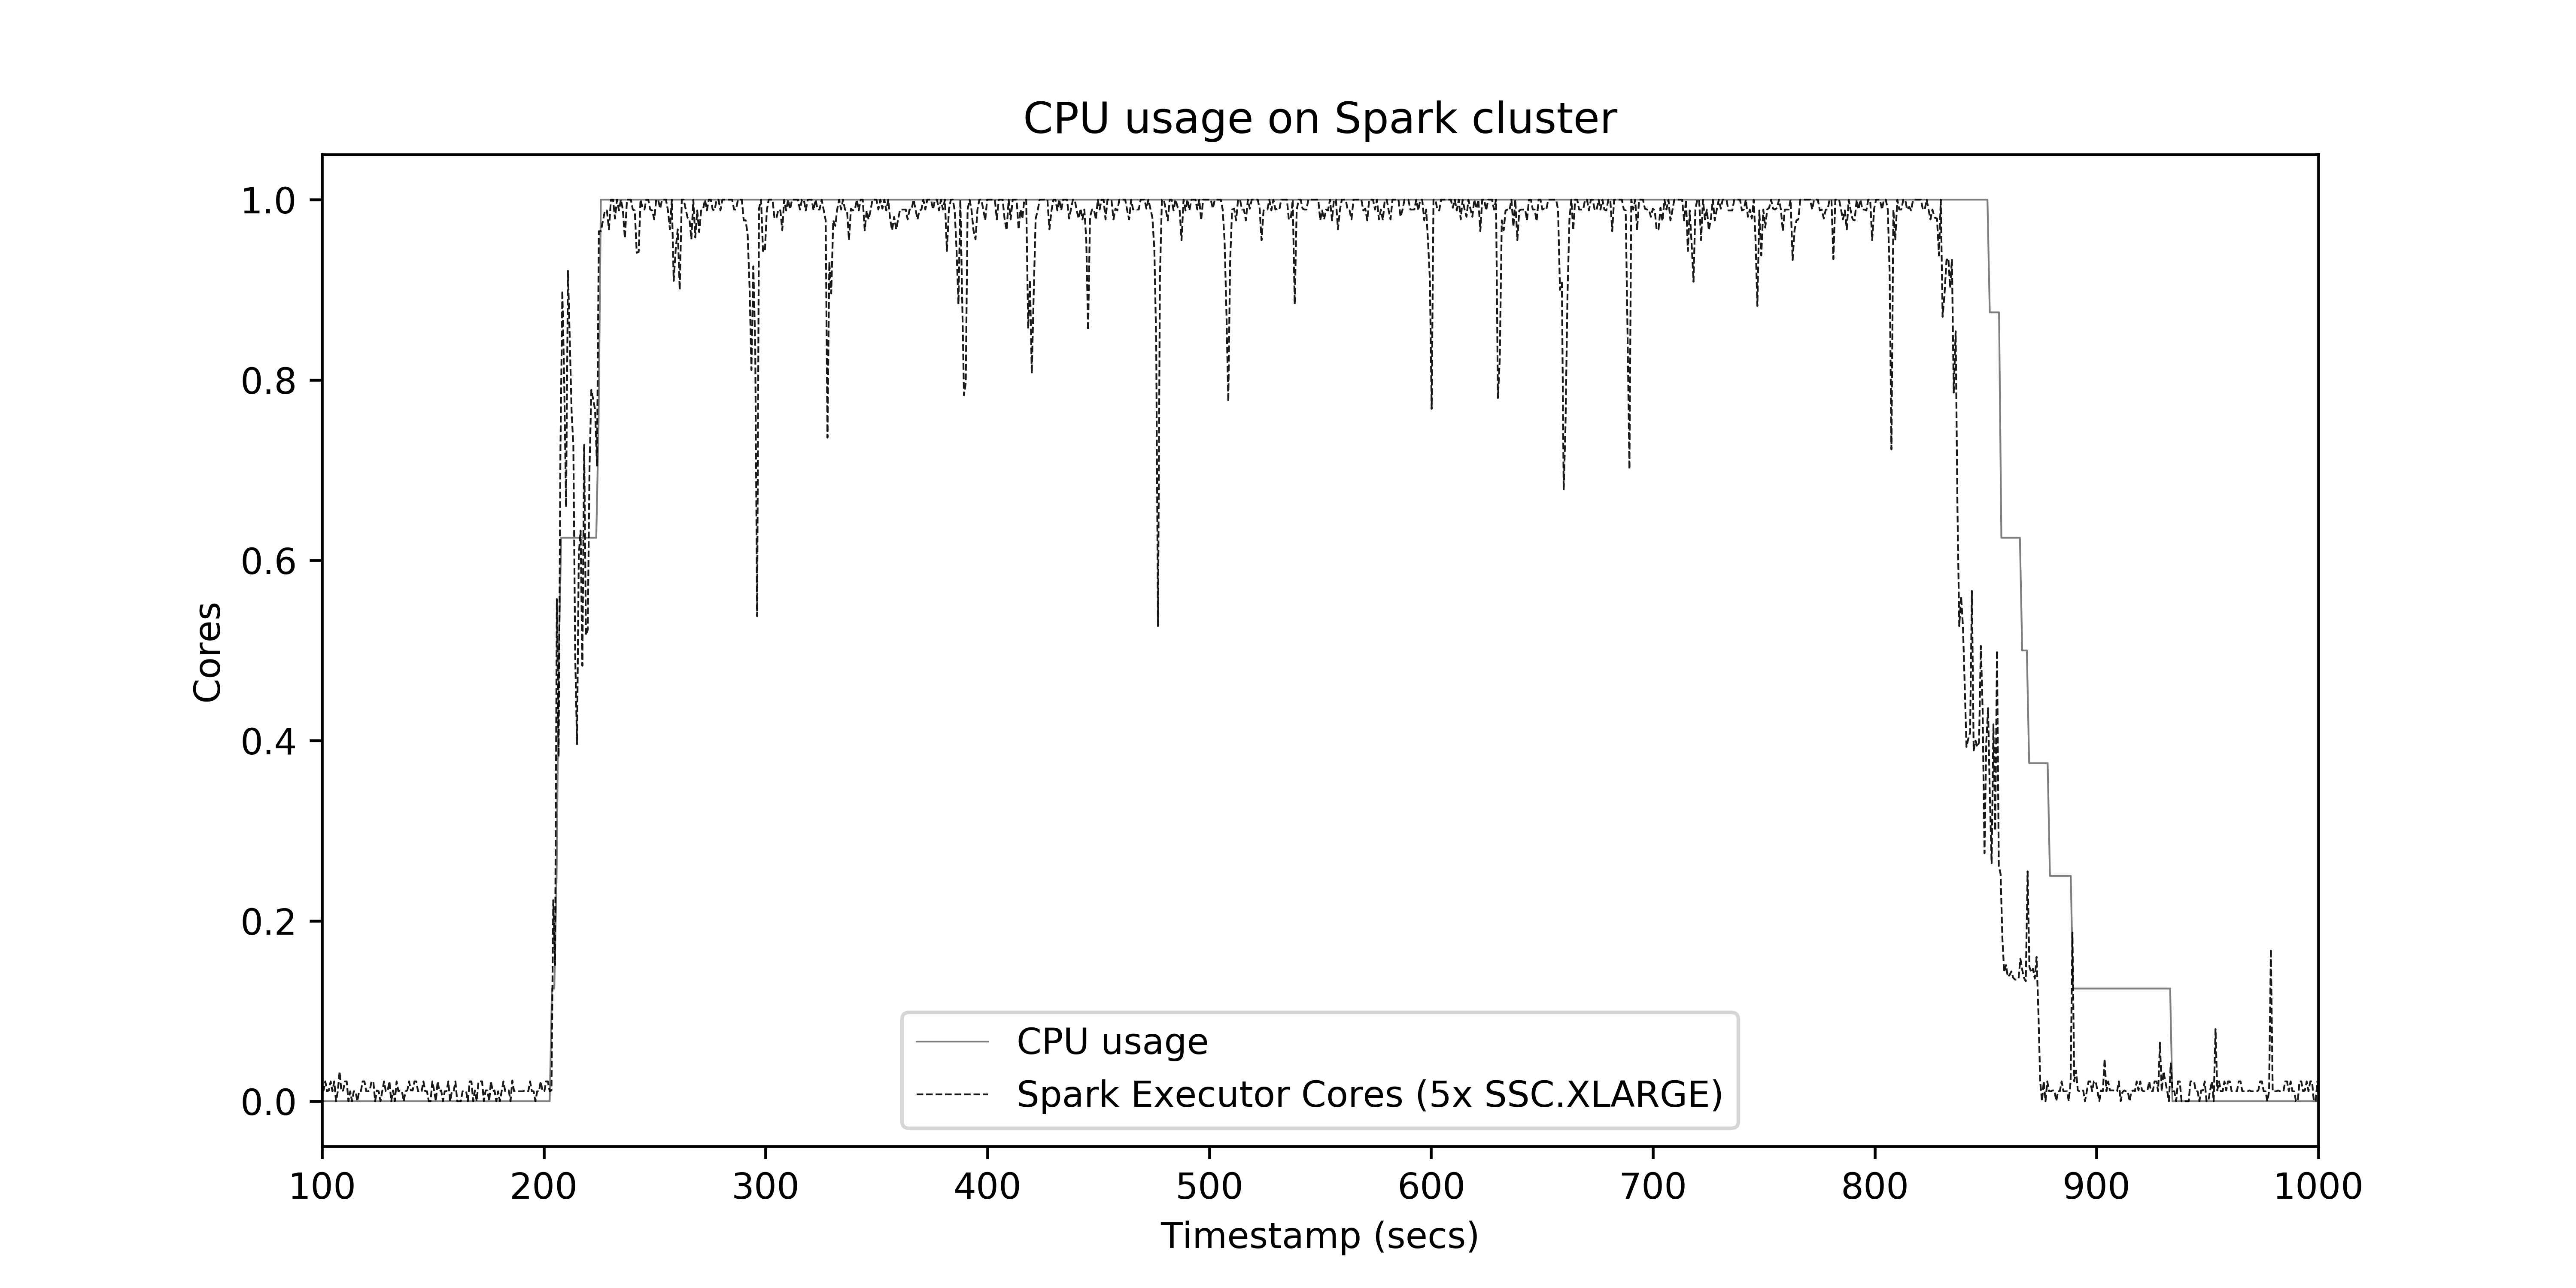 CPU usage on Spark cluster
1.0
0.8
0.6
0.4
0.2
0.0
Cores
CPU usage
Spark Executor Cores (5x SSC.XLARGE)
100 200 300 400 500 600 700 800 900 1000
Timestamp (secs)